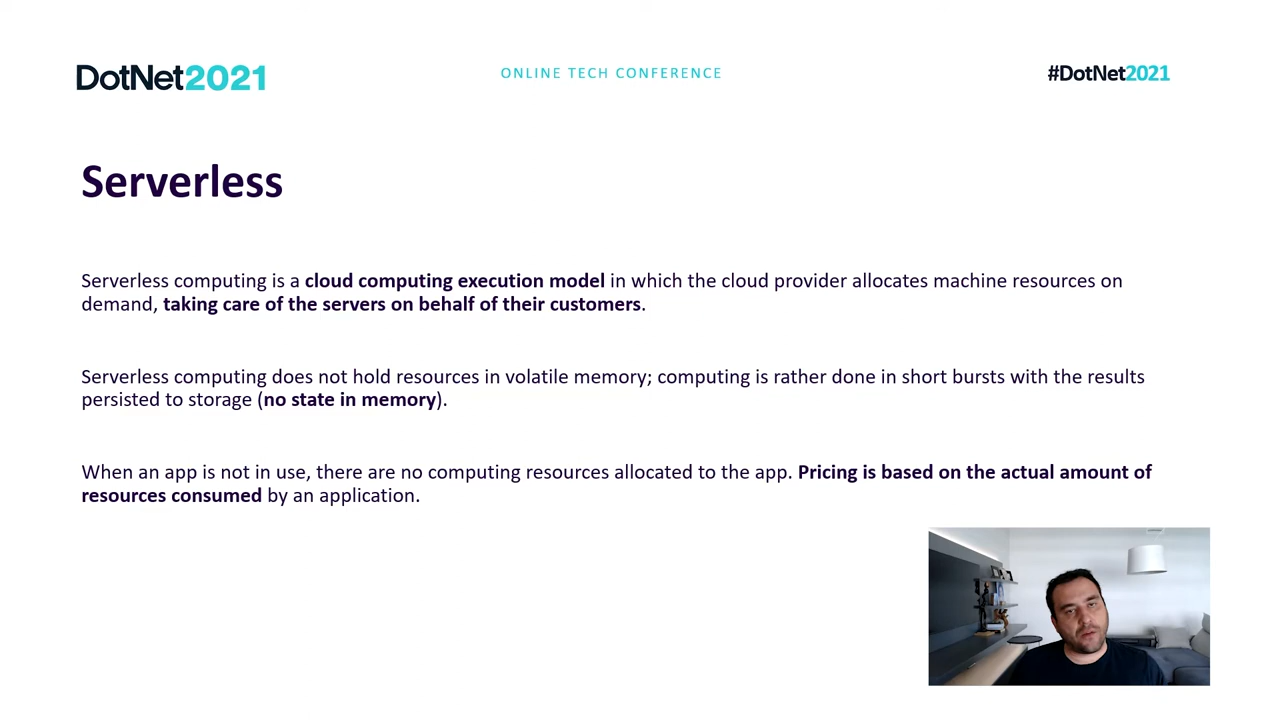 DotNet2021
ONLINE TECH CONFERENCE
#DotNet2021
Serverless
Serverless computing is a cloud computing execution model in which the cloud provider allocates machine resources on
demand, taking care of the servers on behalf of their customers.
Serverless computing does not hold resources in volatile memory; computing is rather done in short bursts with the results
persisted to storage (no state in memory).
When an app is not in use, there are no computing resources allocated to the app. Pricing is based on the actual amount of
resources consumed by an application.